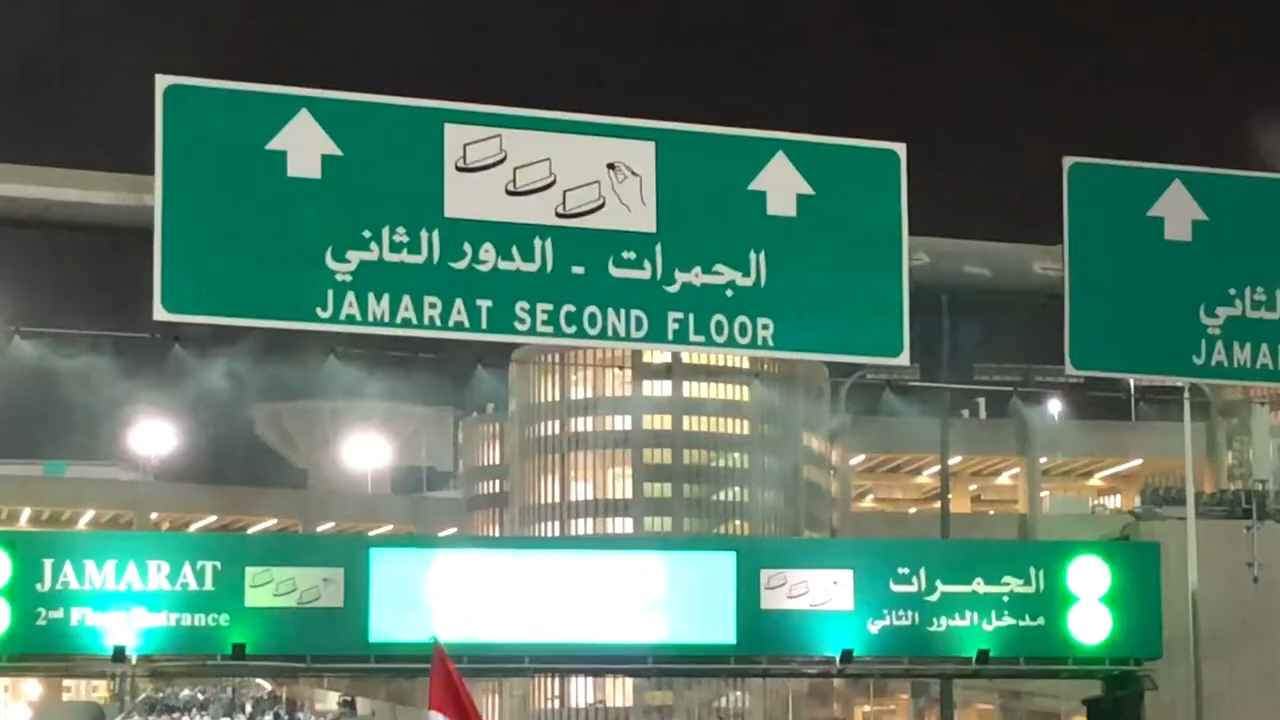 الجمرات - الدور الثاني
JAMARAT SECOND FLOOR
الثاني
JAMA
JAMARAT
2nd Floor Entrance
الجمرات
مدخل الدور الثاني